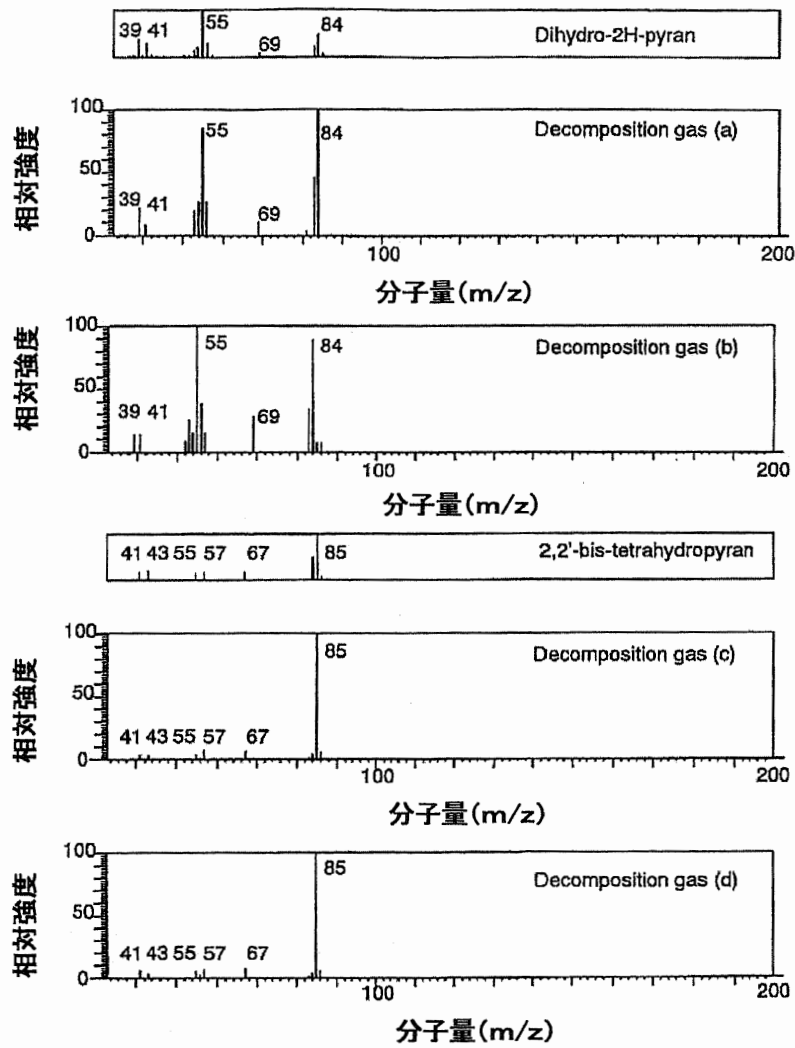 39 41 55 69 84 Dihydro-2H-pyran
相対強度
100
50
0
39 41 55 69 84 Decomposition gas (a)
100 200
分子量(m/z)
相対強度
100
50
0
39 41 55 69 84 Decomposition gas (b)
100 200
分子量(m/z)
41 43 55 57 67 85 2,2'-bis-tetrahydropyran
相対強度
100
50
0
41 43 55 57 67 85 Decomposition gas (c)
100 200
分子量(m/z)
相対強度
100
50
0
41 43 55 57 67 85 Decomposition gas (d)
100 200
分子量(m/z)